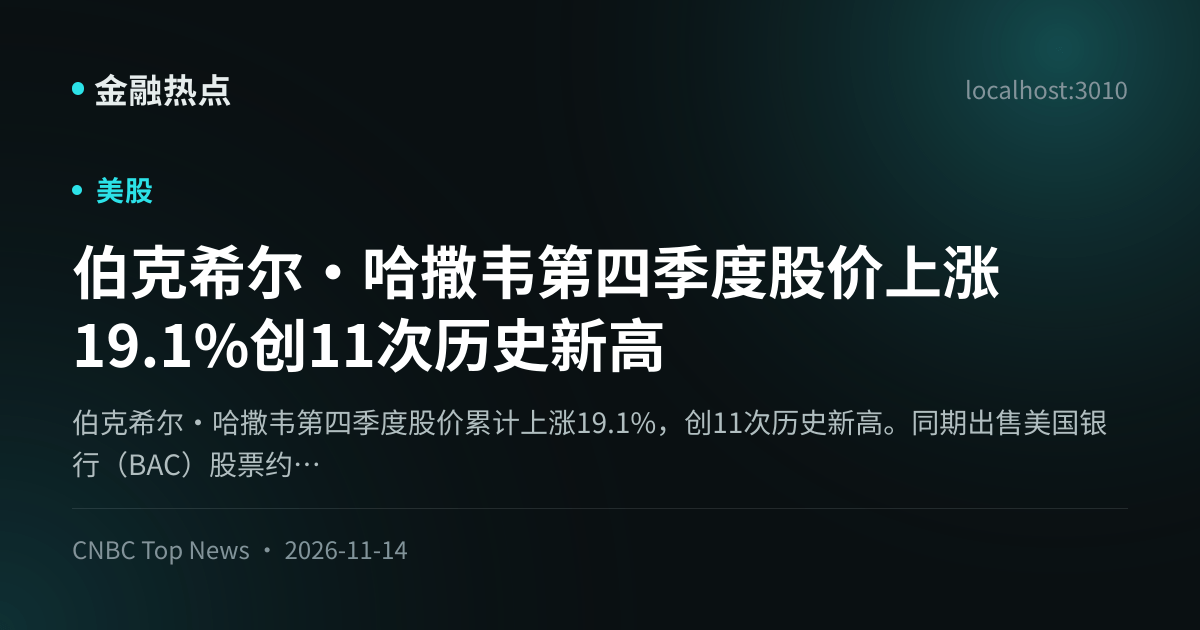 金融热点
localhost:3010
美股
伯克希尔·哈撒韦第四季度股价上涨
19.1%创11次历史新高
伯克希尔·哈撒韦第四季度股价累计上涨19.1%，创11次历史新高。同期出售美国银
行（BAC）股票约…
CNBC Top News · 2026-11-14